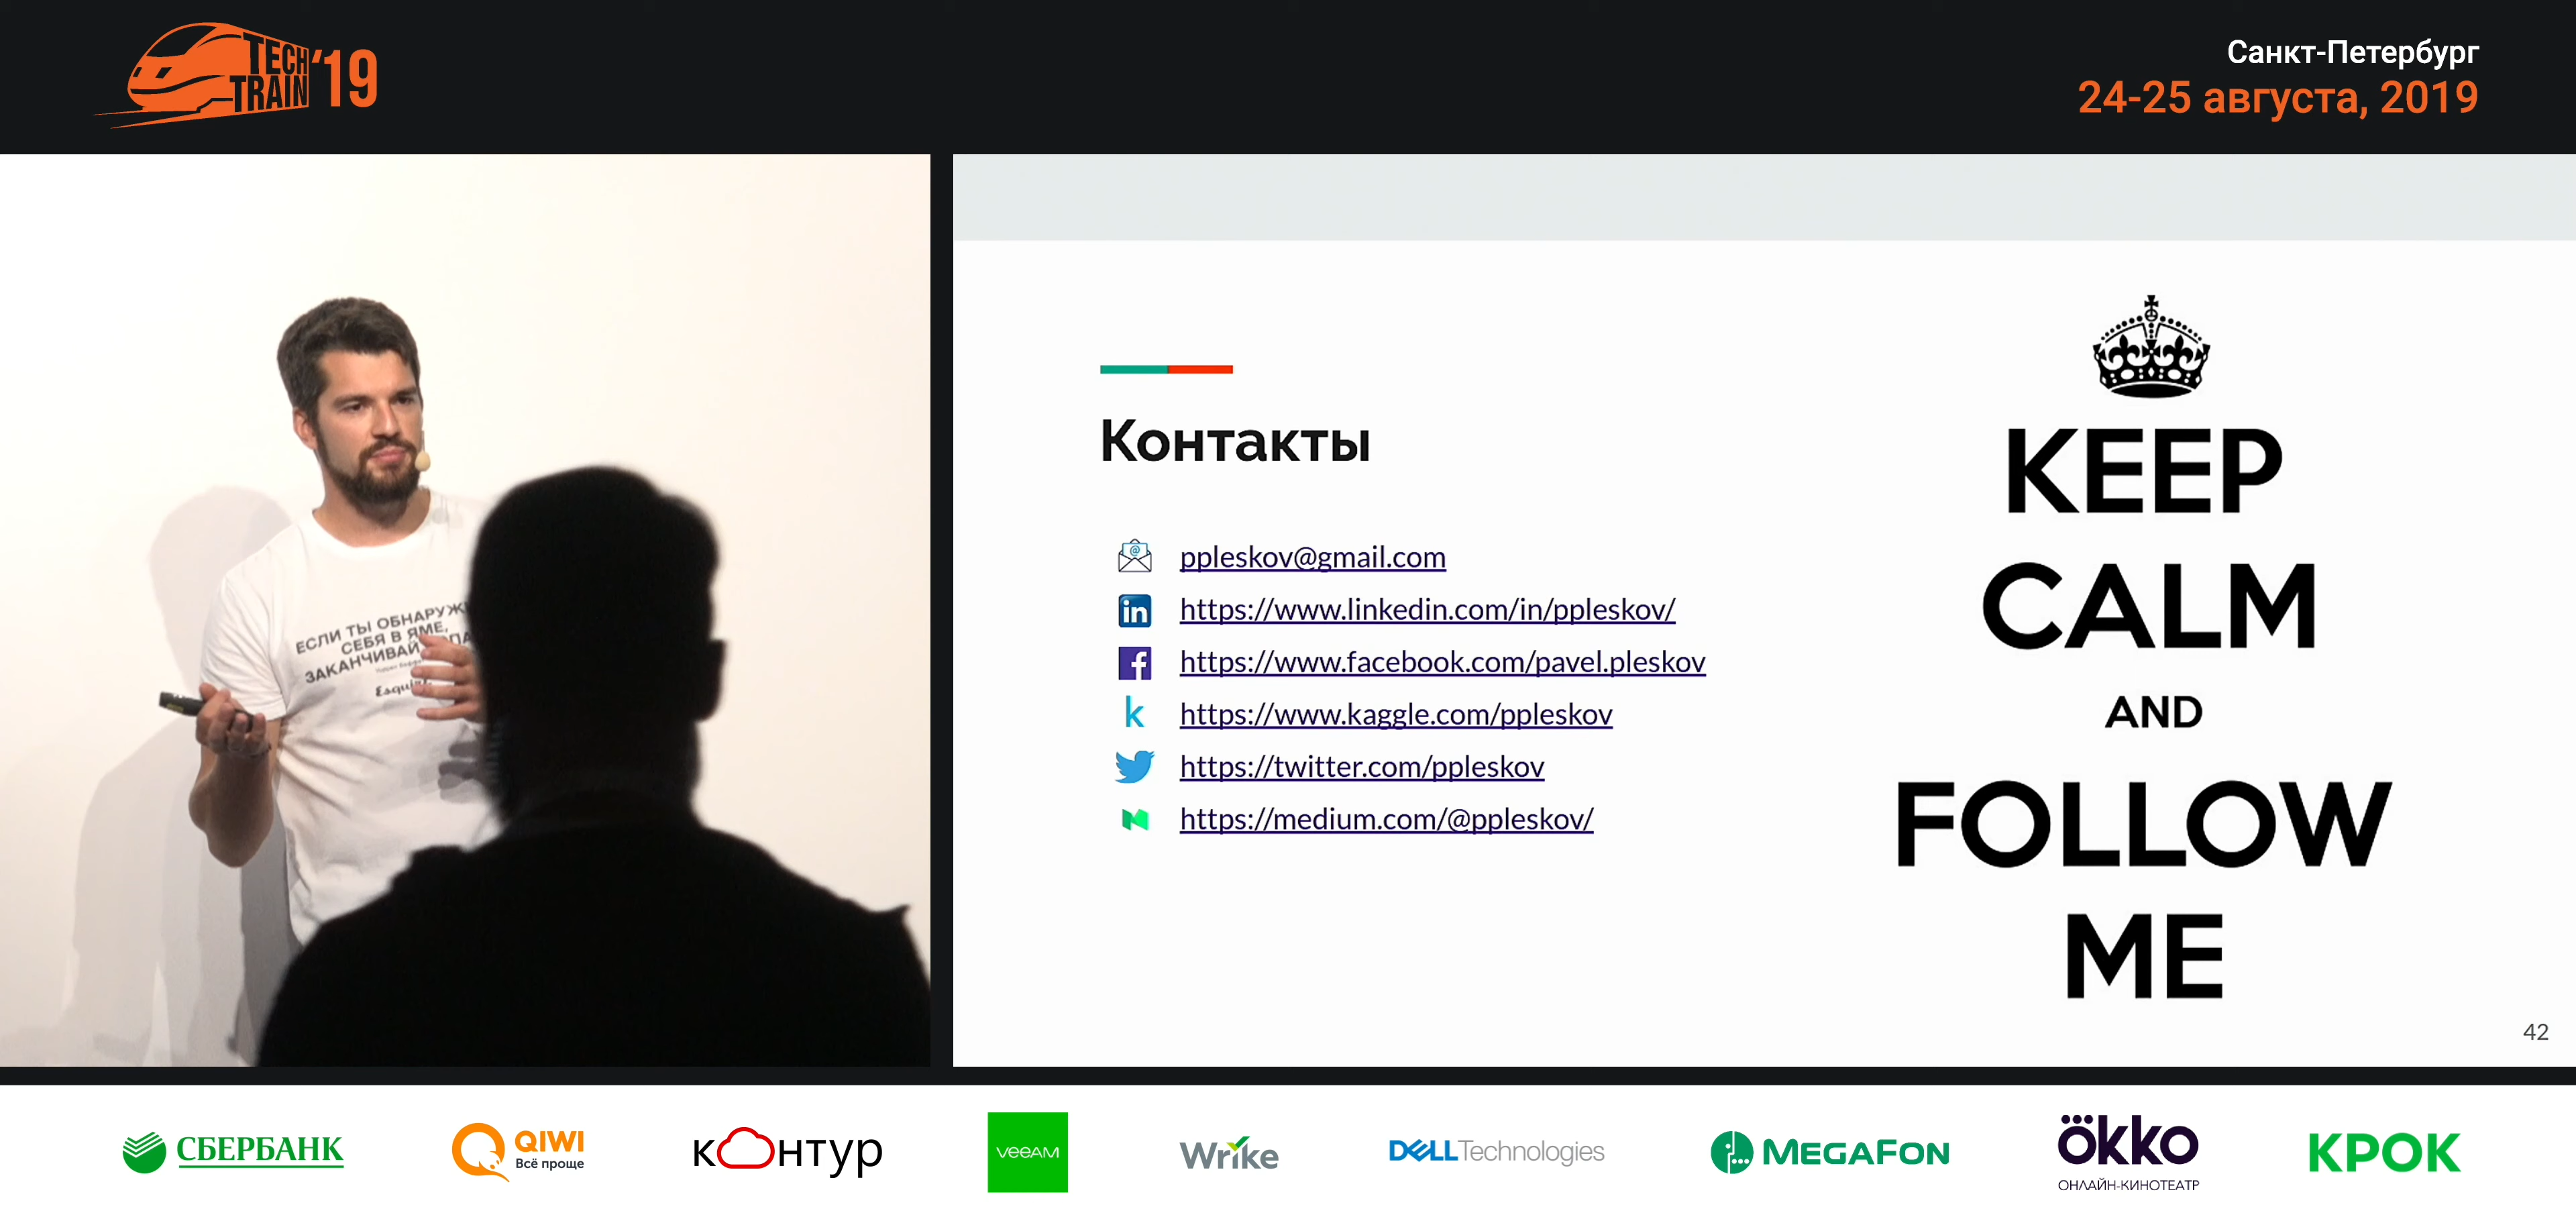 TECH
TRAIN '19
Санкт-Петербург
24-25 августа, 2019
ЕСЛИ ТЫ ОБНАРУЖ
СЕБЯ В ЯМЕ,
ЗАКАНЧИВАЙ
Esqui
Контакты
ppleskov@gmail.com
https://www.linkedin.com/in/ppleskov/
https://www.facebook.com/pavel.pleskov
https://www.kaggle.com/ppleskov
https://twitter.com/ppleskov
https://medium.com/@ppleskov/
KEEP
CALM
AND
FOLLOW
ME
42
СБЕРБАНК
QIWI
Всё проще
контур
veeam
Wrike
DELL Technologies
MEGAFON
ökko
ОНЛАЙН-КИНОТЕАТР
КРОК